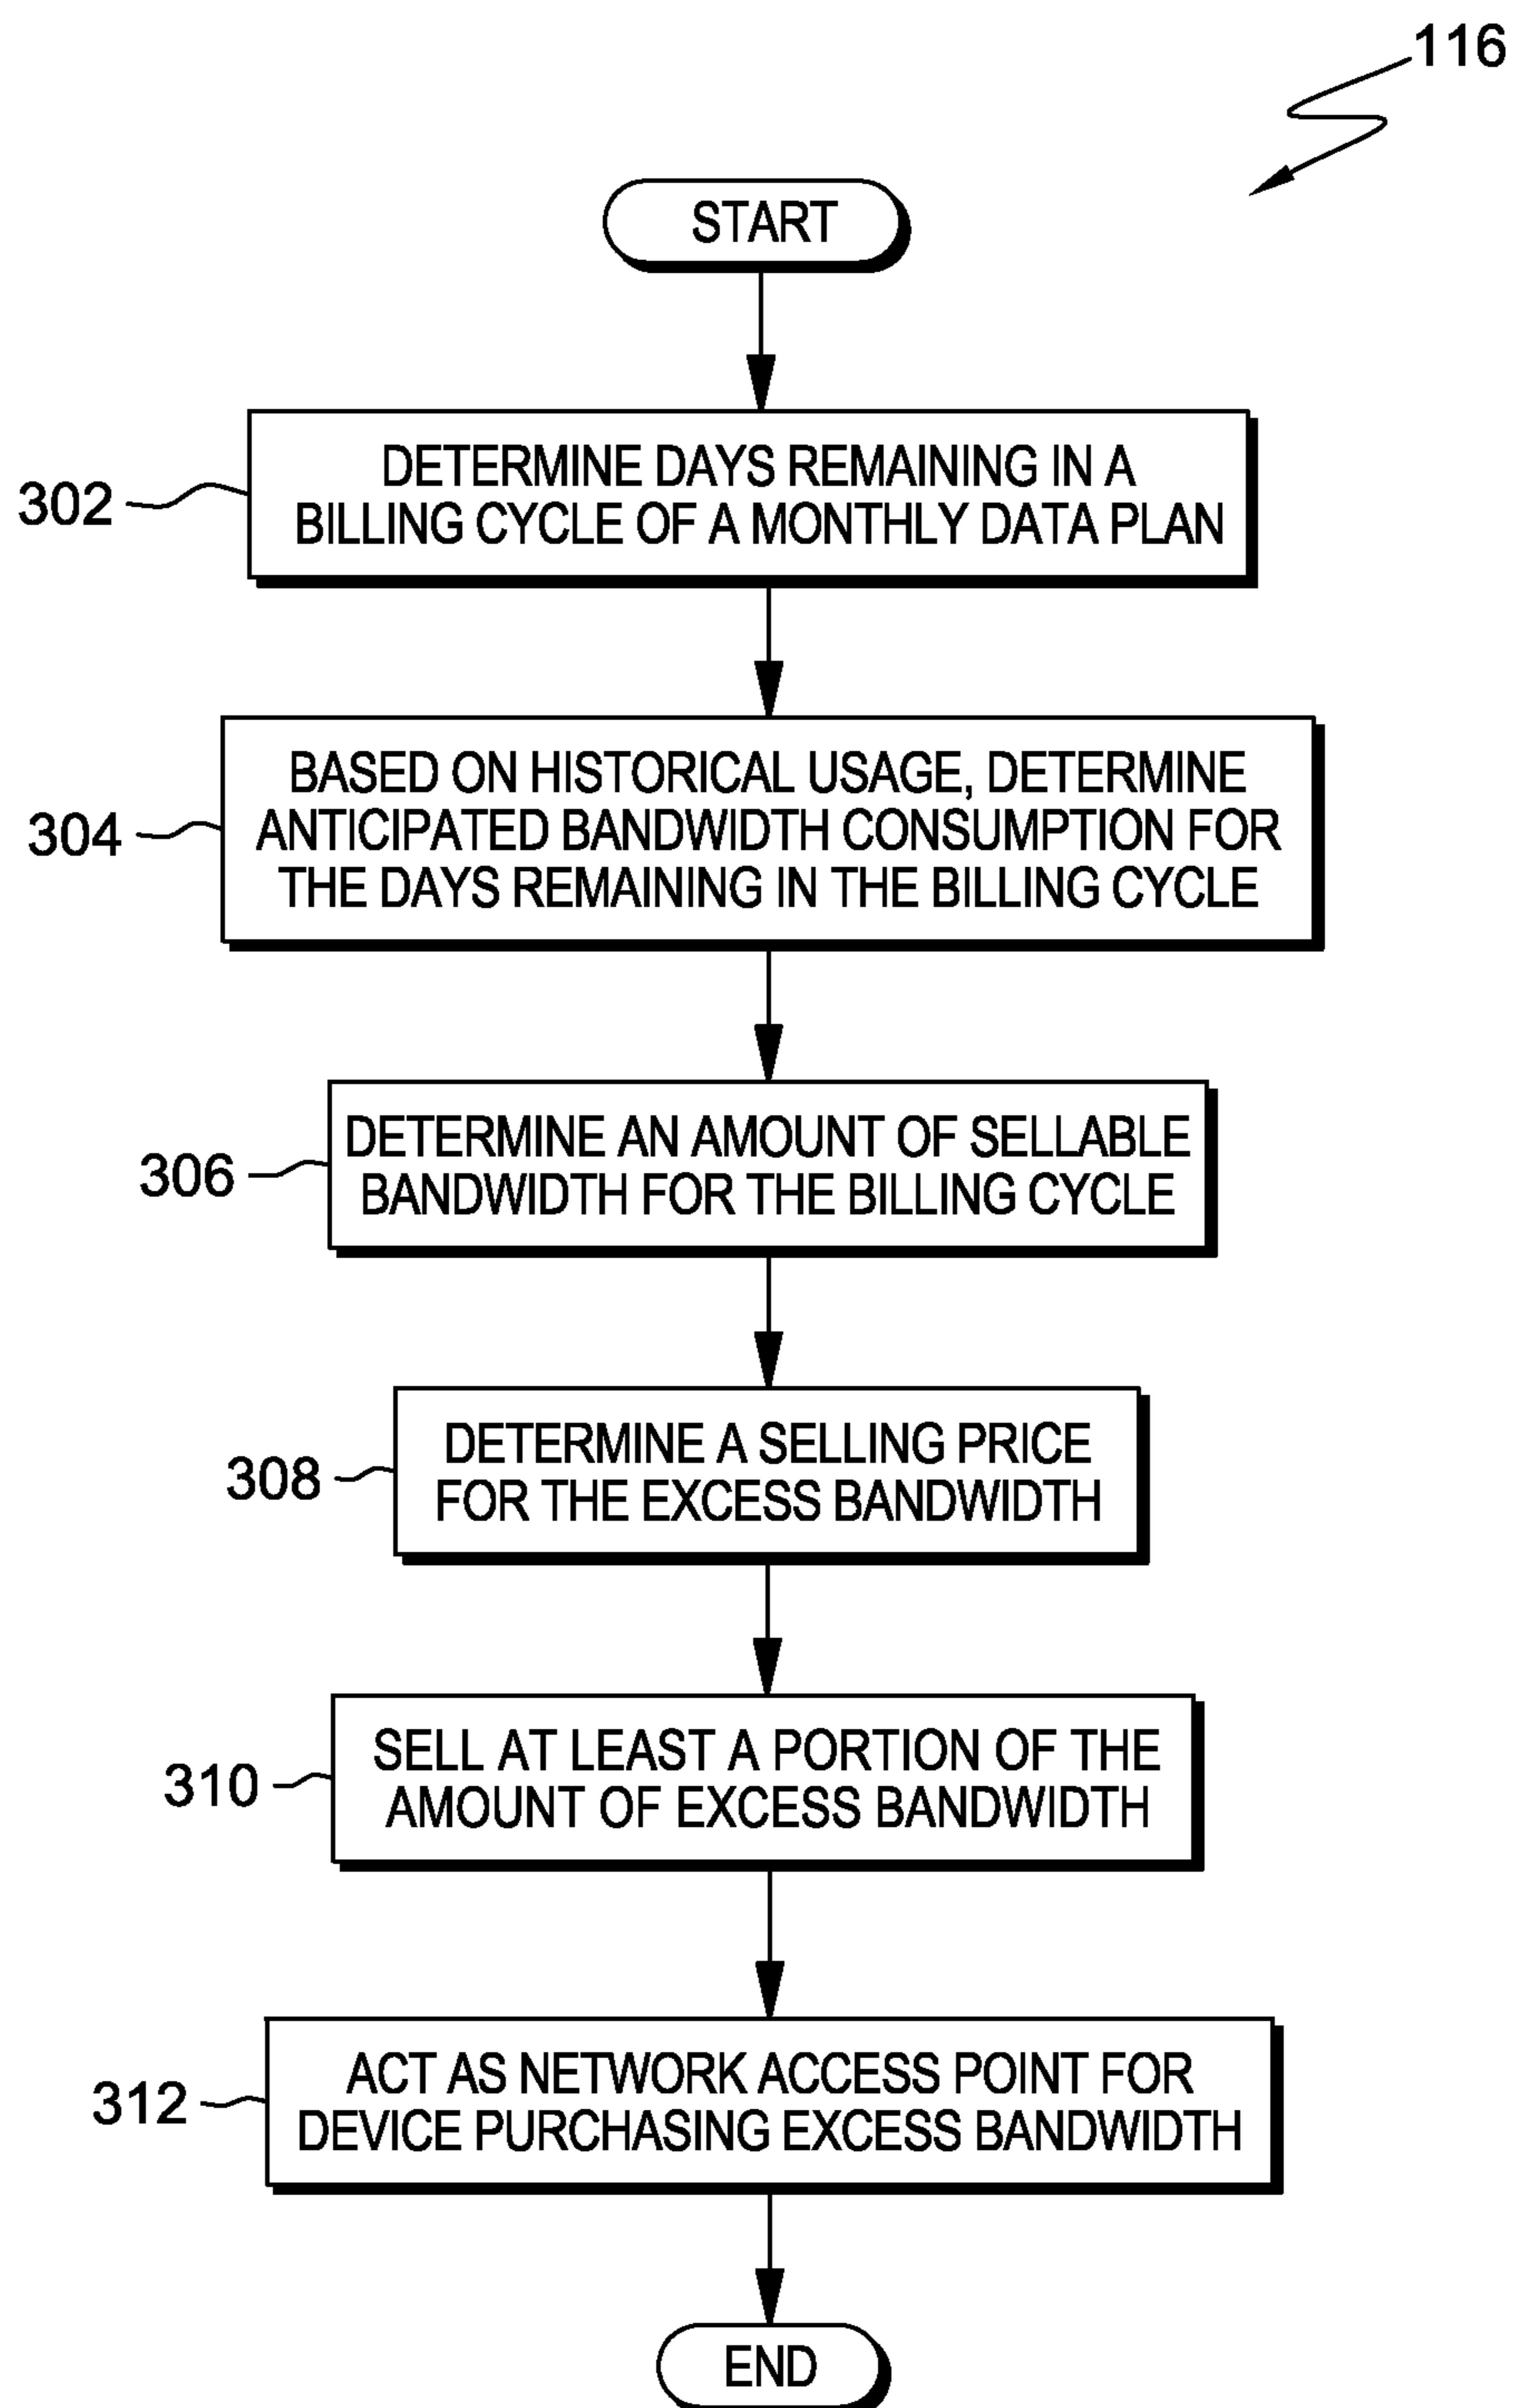 116
START
302
DETERMINE DAYS REMAINING IN A
BILLING CYCLE OF A MONTHLY DATA PLAN
304
BASED ON HISTORICAL USAGE, DETERMINE
ANTICIPATED BANDWIDTH CONSUMPTION FOR
THE DAYS REMAINING IN THE BILLING CYCLE
306
DETERMINE AN AMOUNT OF SELLABLE
BANDWIDTH FOR THE BILLING CYCLE
308
DETERMINE A SELLING PRICE
FOR THE EXCESS BANDWIDTH
310
SELL AT LEAST A PORTION OF THE
AMOUNT OF EXCESS BANDWIDTH
312
ACT AS NETWORK ACCESS POINT FOR
DEVICE PURCHASING EXCESS BANDWIDTH
END